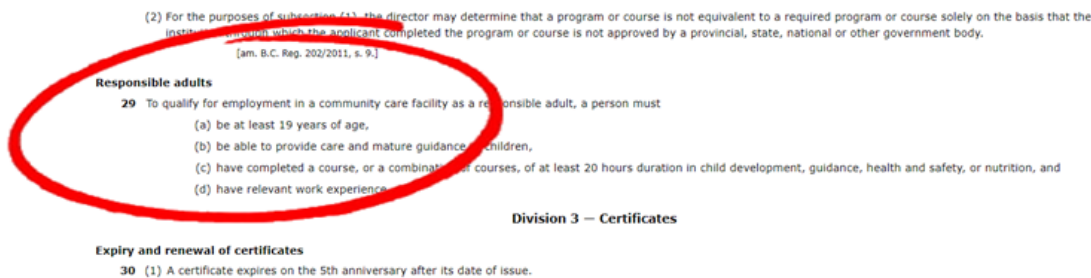 (2) For the purposes of subsection (1), the director may determine that a program or course is not equivalent to a required program or course solely on the basis that the
through which the applicant completed the program or course is not approved by a provincial, state, national or other government body.
[am. B.C. Reg. 202/2011, s. 9.]
Responsible adults
29 To qualify for employment in a community care facility as a responsible adult, a person must
(a) be at least 19 years of age,
(b) be able to provide care and mature guidance children,
(c) have completed a course, or a combination of courses, of at least 20 hours duration in child development, guidance, health and safety, or nutrition, and
(d) have relevant work experience
Division 3 — Certificates
Expiry and renewal of certificates
30 (1) A certificate expires on the 5th anniversary after its date of issue.